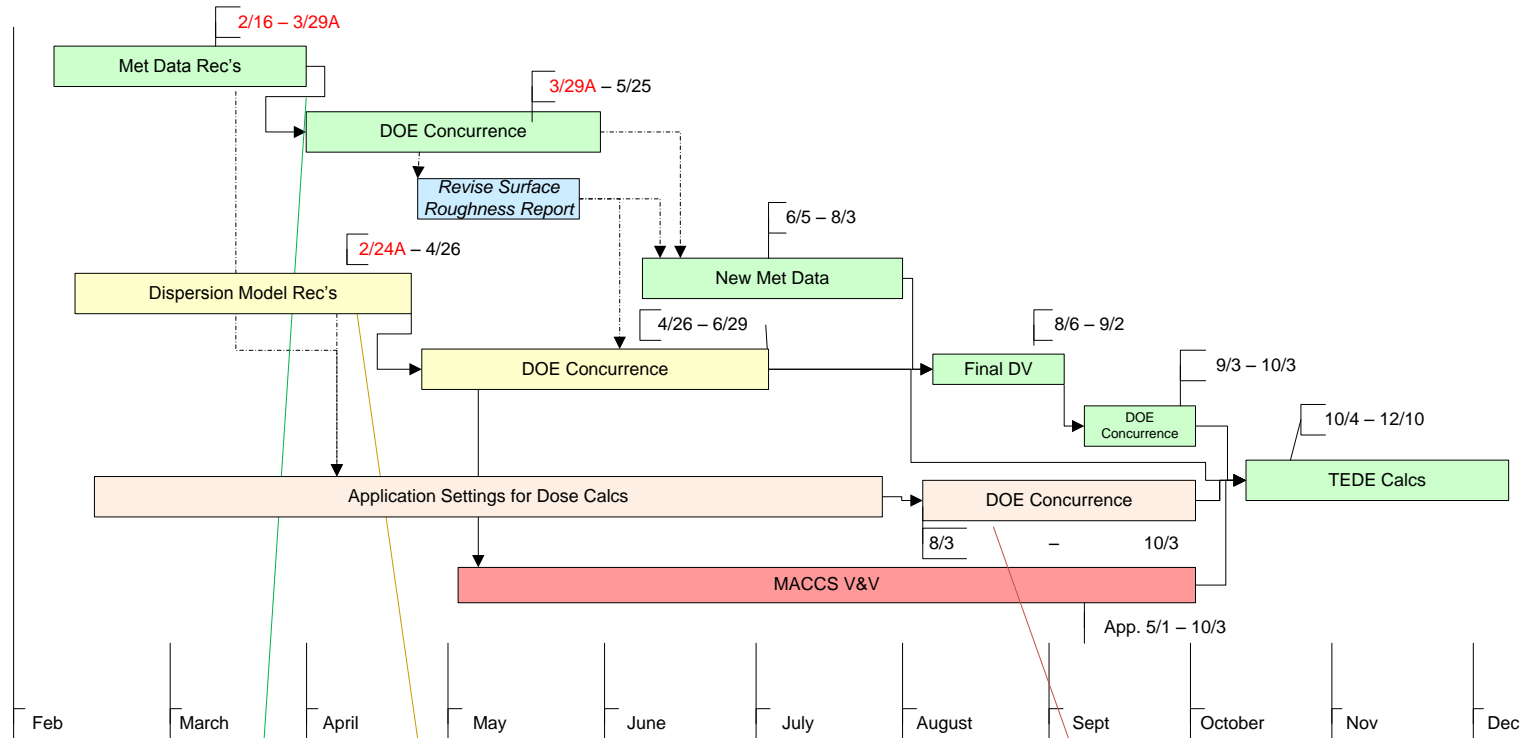 2/16 – 3/29A
Met Data Rec's
3/29A – 5/25
DOE Concurrence
Revise Surface
Roughness Report
6/5 – 8/3
2/24A – 4/26
New Met Data
Dispersion Model Rec's
4/26 – 6/29
8/6 – 9/2
DOE Concurrence
Final DV
9/3 – 10/3
DOE
Concurrence
10/4 – 12/10
TEDE Calcs
Application Settings for Dose Calcs
DOE Concurrence
8/3 – 10/3
MACCS V&V
App. 5/1 – 10/3
Feb March April May June July August Sept October Nov Dec